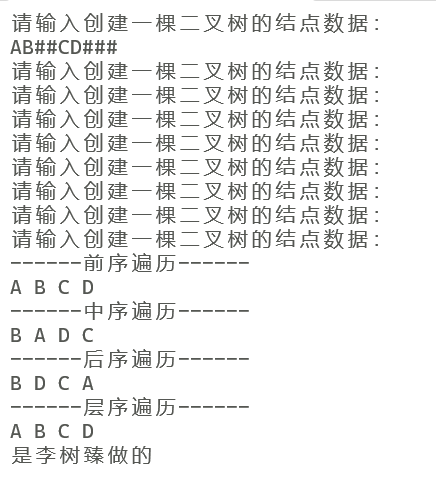 请输入创建一棵二叉树的结点数据:
AB##CD###
请输入创建一棵二叉树的结点数据:
请输入创建一棵二叉树的结点数据:
请输入创建一棵二叉树的结点数据:
请输入创建一棵二叉树的结点数据:
请输入创建一棵二叉树的结点数据:
请输入创建一棵二叉树的结点数据:
请输入创建一棵二叉树的结点数据:
请输入创建一棵二叉树的结点数据:
------前序遍历------
A B C D
------中序遍历------
B A D C
------后序遍历------
B D C A
------层序遍历------
A B C D
是李树臻做的